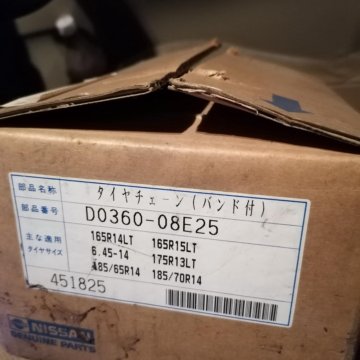 部品名称 タイヤチェーン(バンド付)
部品番号 D0360-08E25
主な適用 165R14LT 165R15LT
タイヤサイズ 6.45-14 175R13LT
185/65R14 185/70R14
451825
NISSAN
GENUINE PARTS